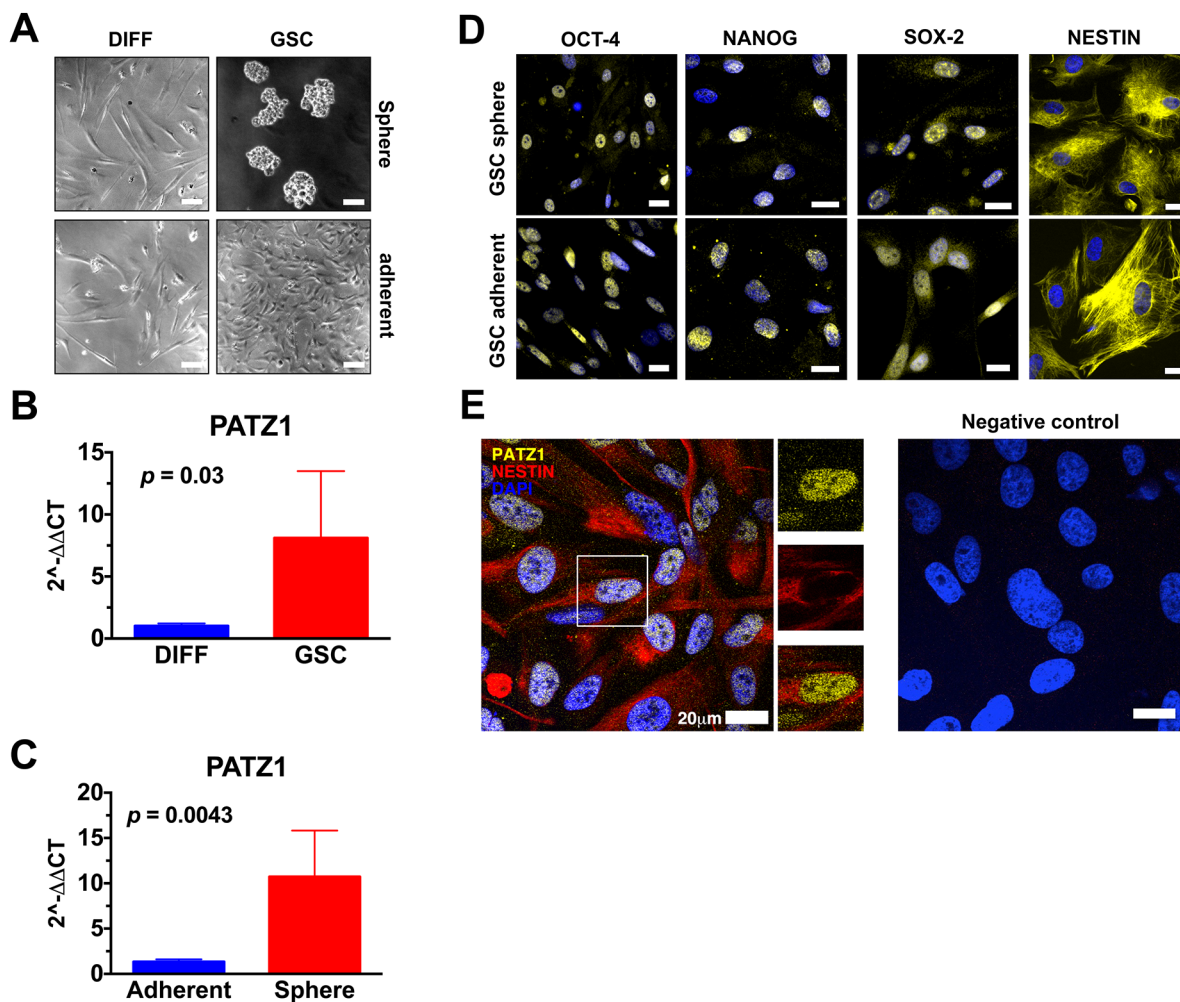 A
DIFF
GSC
Sphere
adherent
B
PATZ1
2^-ΔΔCT
15
10
5
0
p = 0.03
DIFF
GSC
C
PATZ1
2^-ΔΔCT
20
15
10
5
0
p = 0.0043
Adherent
Sphere
D
OCT-4
NANOG
SOX-2
NESTIN
GSC sphere
GSC adherent
E
PATZ1
NESTIN
DAPI
20μm
Negative control